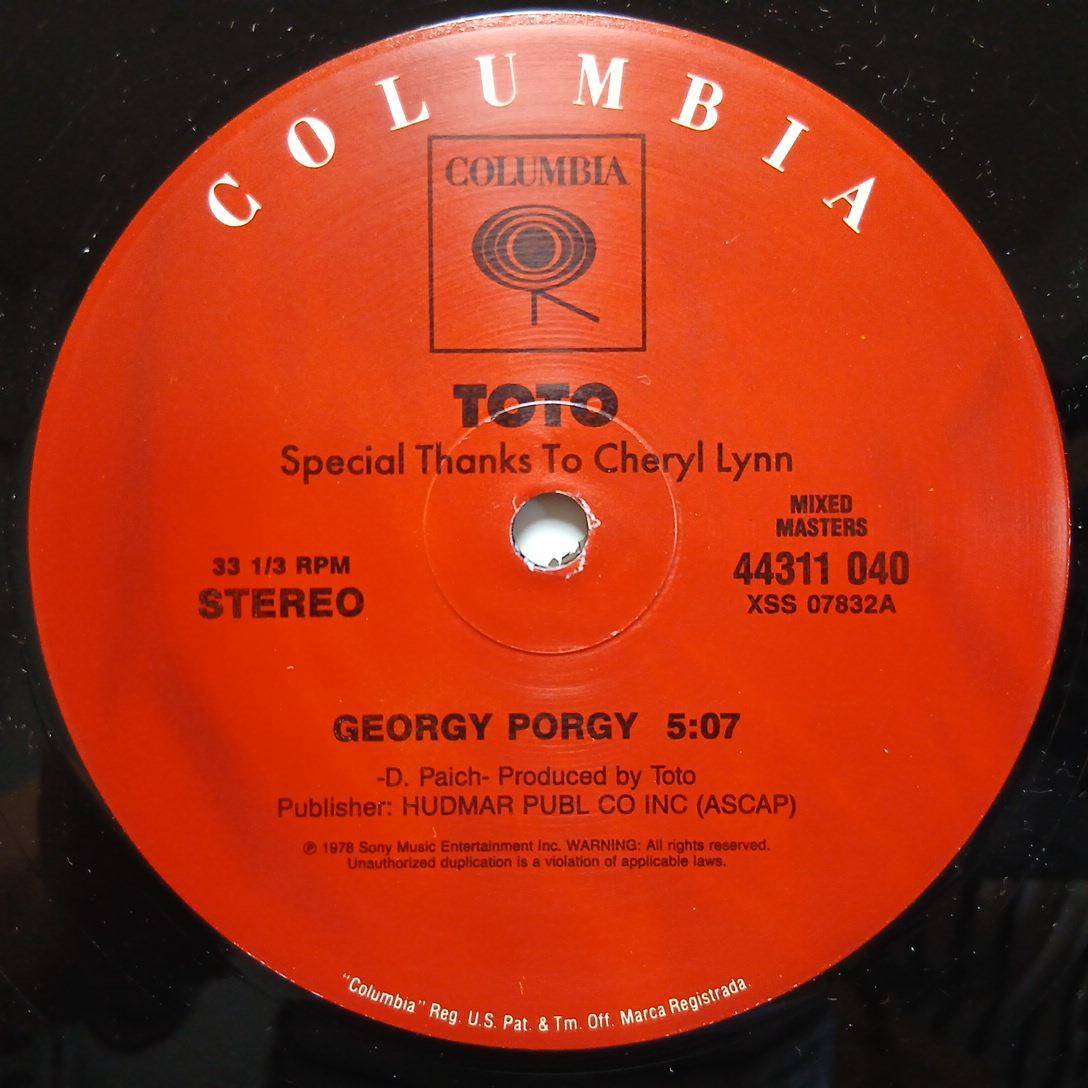 COLUMBIA
COLUMBIA
TOTO
Special Thanks To Cheryl Lynn
MIXED
MASTERS
33 1/3 RPM
STEREO
44311 040
XSS 07832A
GEORGY PORGY 5:07
-D. Paich- Produced by Toto
Publisher: HUDMAR PUBL CO INC (ASCAP)
℗ 1978 Sony Music Entertainment Inc. WARNING: All rights reserved.
Unauthorized duplication is a violation of applicable laws.
"Columbia" Reg. U.S. Pat. & Tm. Off. Marca Registrada.